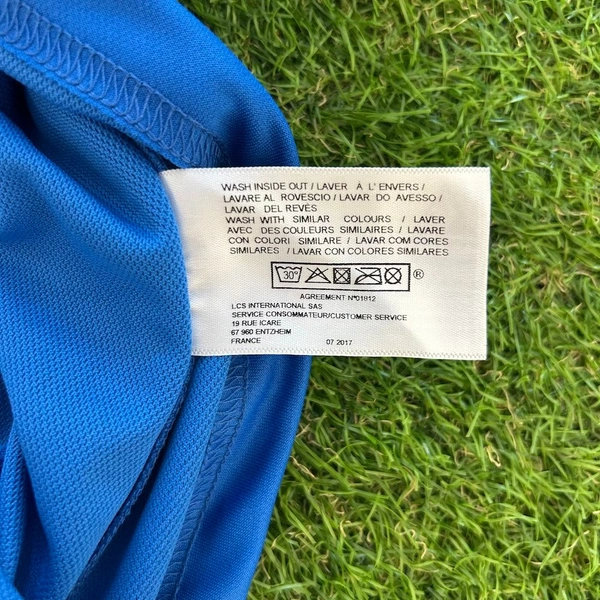 WASH INSIDE OUT / LAVER À L' ENVERS /
LAVARE AL ROVESCIO / LAVAR DO AVESSO /
LAVAR DEL REVÈS
WASH WITH SIMILAR COLOURS / LAVER
AVEC DES COULEURS SIMILAIRES / LAVARE
CON COLORI SIMILARE / LAVAR COM CORES
SIMILARES / LAVAR CON COLORES SIMILARES
30° ®
AGREEMENT N°01812
LCS INTERNATIONAL SAS
SERVICE CONSOMMATEUR/CUSTOMER SERVICE
19 RUE ICARE
67 960 ENTZHEIM
FRANCE 07 2017